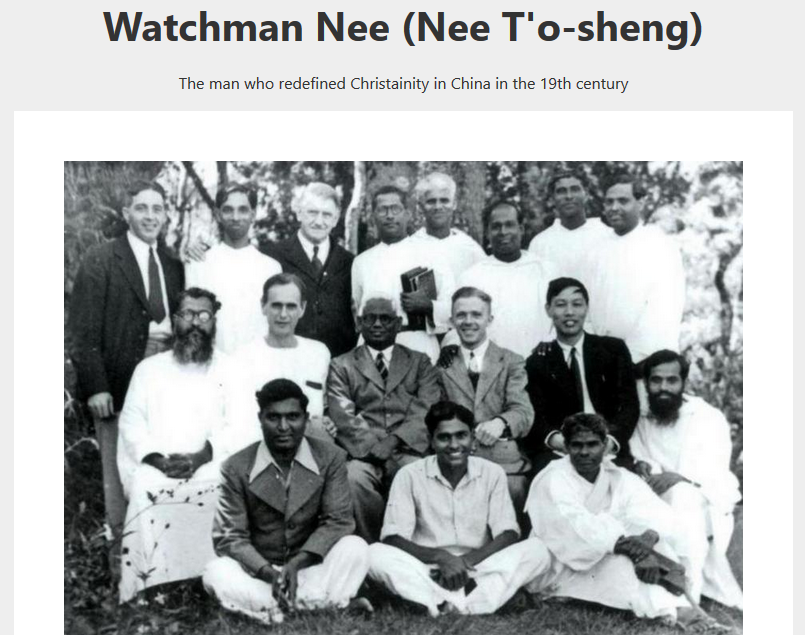 Watchman Nee (Nee T'o-sheng)
The man who redefined Christainity in China in the 19th century